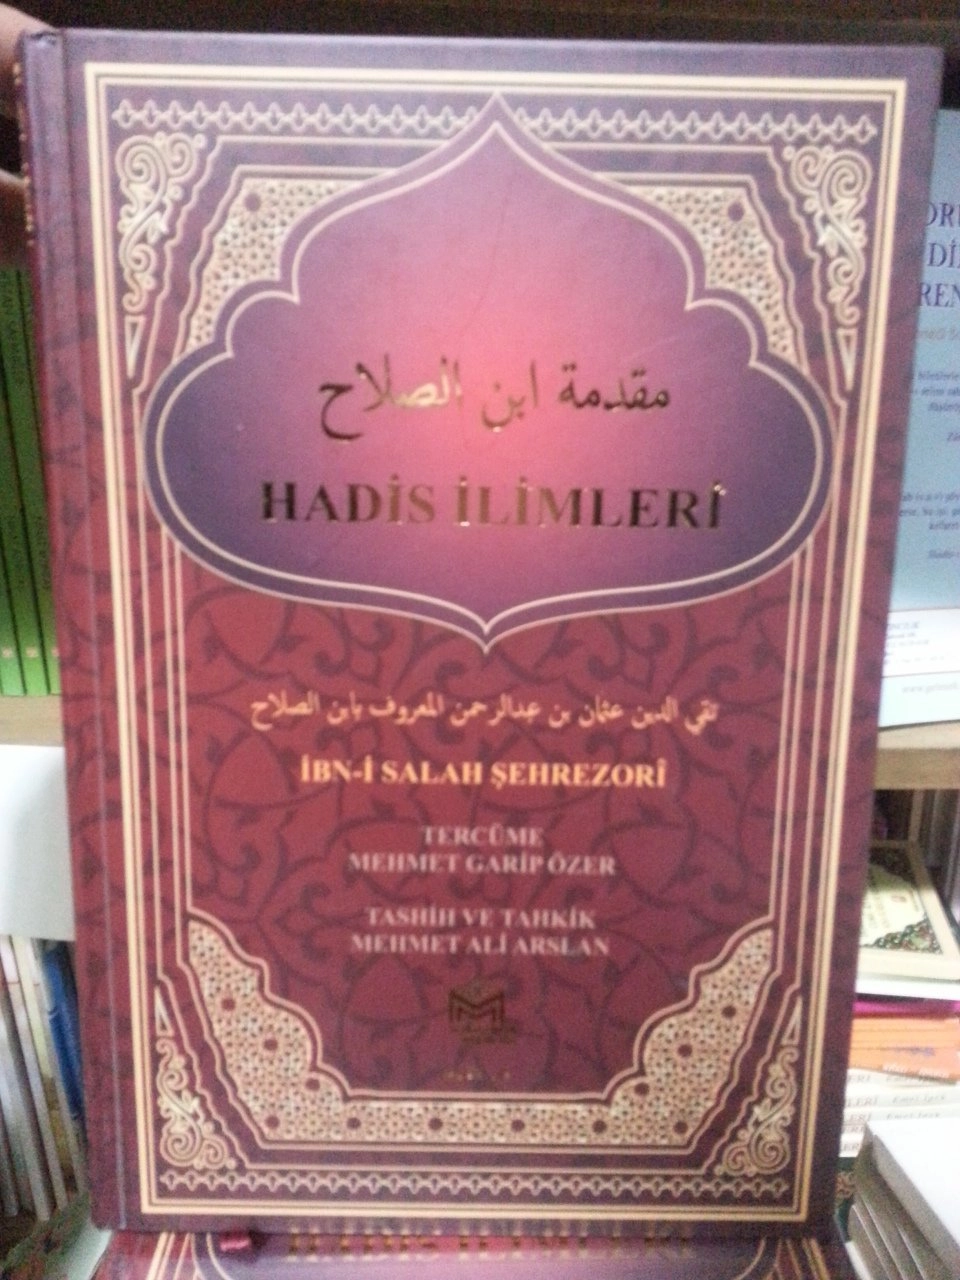 مقدمة ابن الصلاح
HADİS İLİMLERİ
تقي الدين عثمان بن عبدالرحمن المعروف بابن الصلاح
İBN-İ SALAH ŞEHREZORÎ
TERCÜME
MEHMET GARİP ÖZER
TASHİH VE TAHKİK
MEHMET ALİ ARSLAN